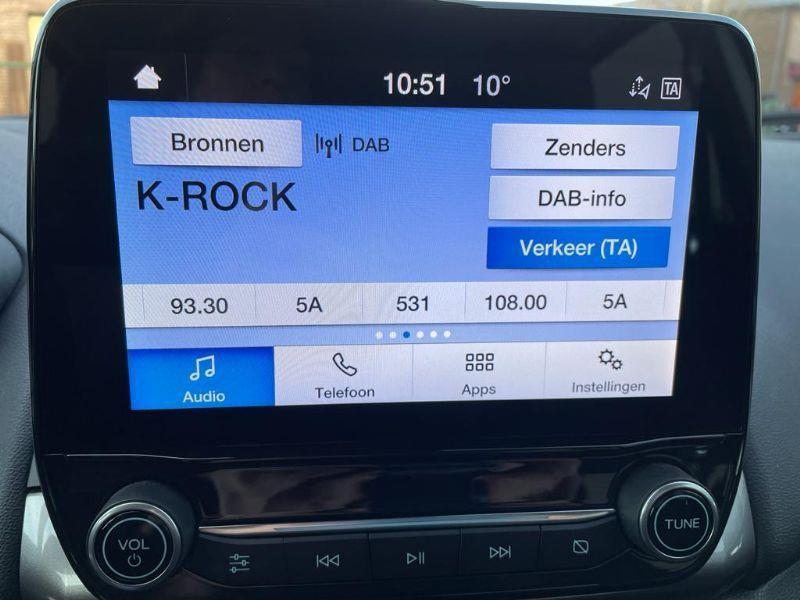 10:51 10° TA
Bronnen DAB Zenders
K-ROCK DAB-info
Verkeer (TA)
93.30 5A 531 108.00 5A
Audio Telefoon Apps Instellingen
VOL TUNE